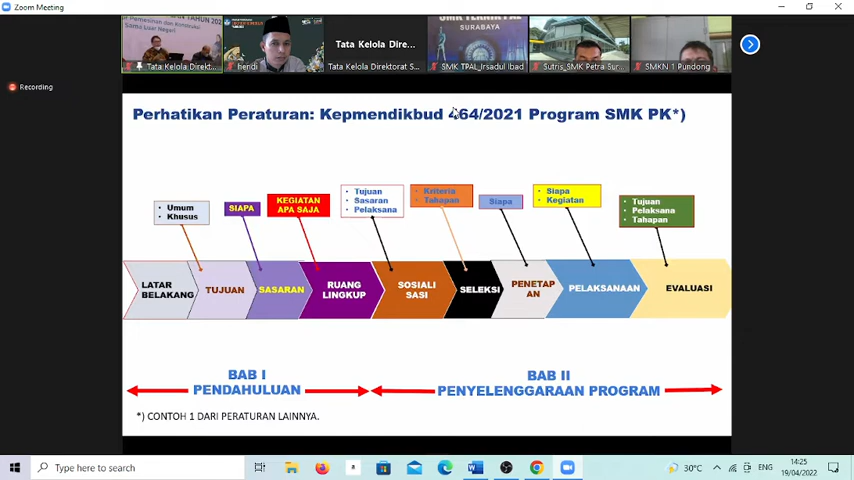 Zoom Meeting
Tata Kelola Direkt...
hendi
Tata Kelola Dire...
Tata Kelola Direktorat S...
SMK TEKNIK PAL
SURABAYA
SMK TPAL_Irsadul Ibad
Sutris_SMK Petra Sur...
SMKN 1 Pundong
Recording
Perhatikan Peraturan: Kepmendikbud 464/2021 Program SMK PK*)
• Umum
• Khusus
SIAPA
KEGIATAN
APA SAJA
• Tujuan
• Sasaran
• Pelaksana
• Kriteria
• Tahapan
Siapa
• Siapa
• Kegiatan
• Tujuan
• Pelaksana
• Tahapan
LATAR
BELAKANG
TUJUAN
SASARAN
RUANG
LINGKUP
SOSIALI
SASI
SELEKSI
PENETAP
AN
PELAKSANAAN
EVALUASI
BAB I
PENDAHULUAN
BAB II
PENYELENGGARAAN PROGRAM
*) CONTOH 1 DARI PERATURAN LAINNYA.
Type here to search
30°C
ENG
14:25
19/04/2022